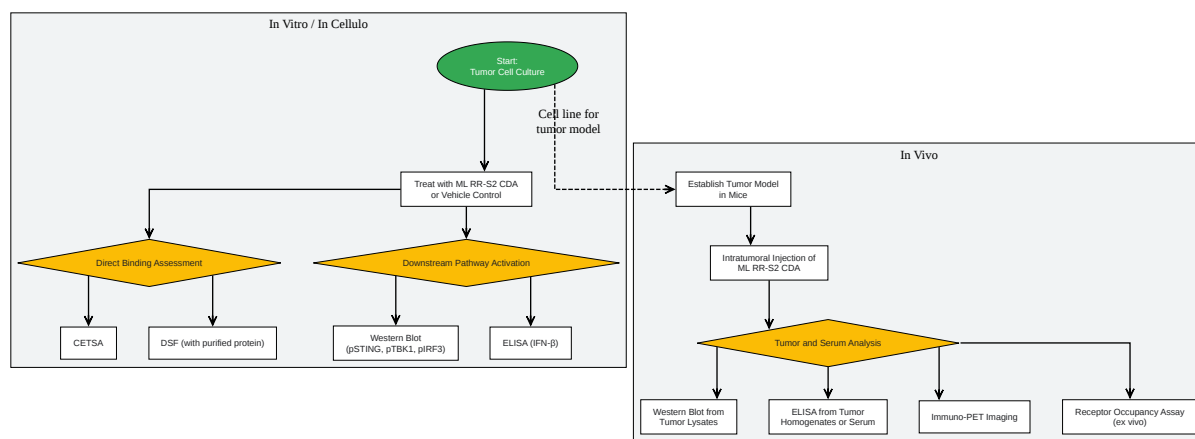 In Vitro / In Cellulo
Start:
Tumor Cell Culture
Cell line for
tumor model
Treat with ML RR-S2 CDA
or Vehicle Control
Direct Binding Assessment
Downstream Pathway Activation
CETSA
DSF (with purified protein)
Western Blot
(pSTING, pTBK1, pIRF3)
ELISA (IFN-β)
In Vivo
Establish Tumor Model
in Mice
Intratumoral Injection of
ML RR-S2 CDA
Tumor and Serum Analysis
Western Blot from
Tumor Lysates
ELISA from Tumor
Homogenates or Serum
Immuno-PET Imaging
Receptor Occupancy Assay
(ex vivo)